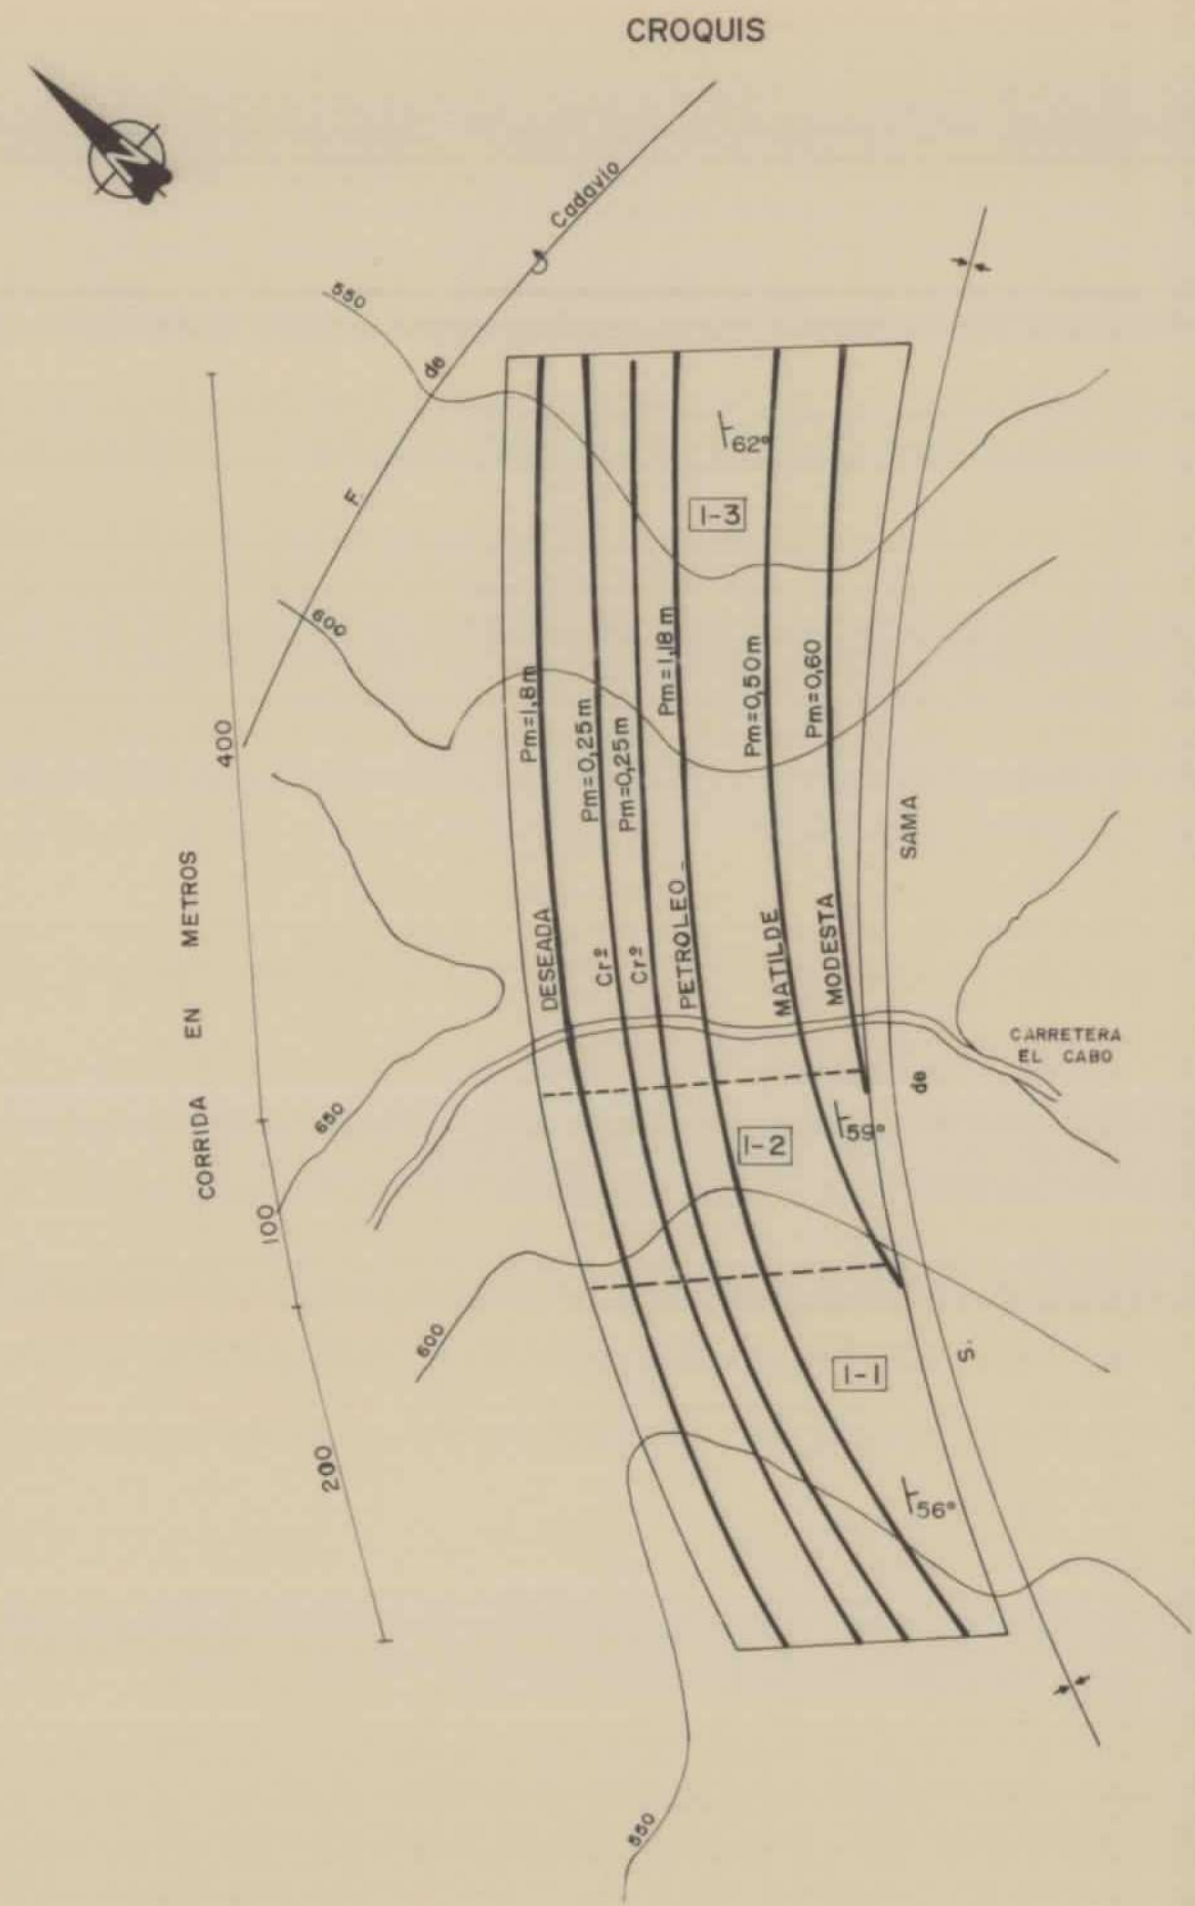 CROQUIS
N
F. de Cadavio
550
62°
I-3
600
Pm=1,8m
Pm=0,25m
Pm=0,25m
Pm=1,18m
Pm=0,50m
Pm=0,60
400
CORRIDA EN METROS
DESEADA
Crº
Crº
PETROLEO
MATILDE
MODESTA
S. de SAMA
CARRETERA
EL CABO
650
59°
I-2
100
600
I-1
200
56°
550